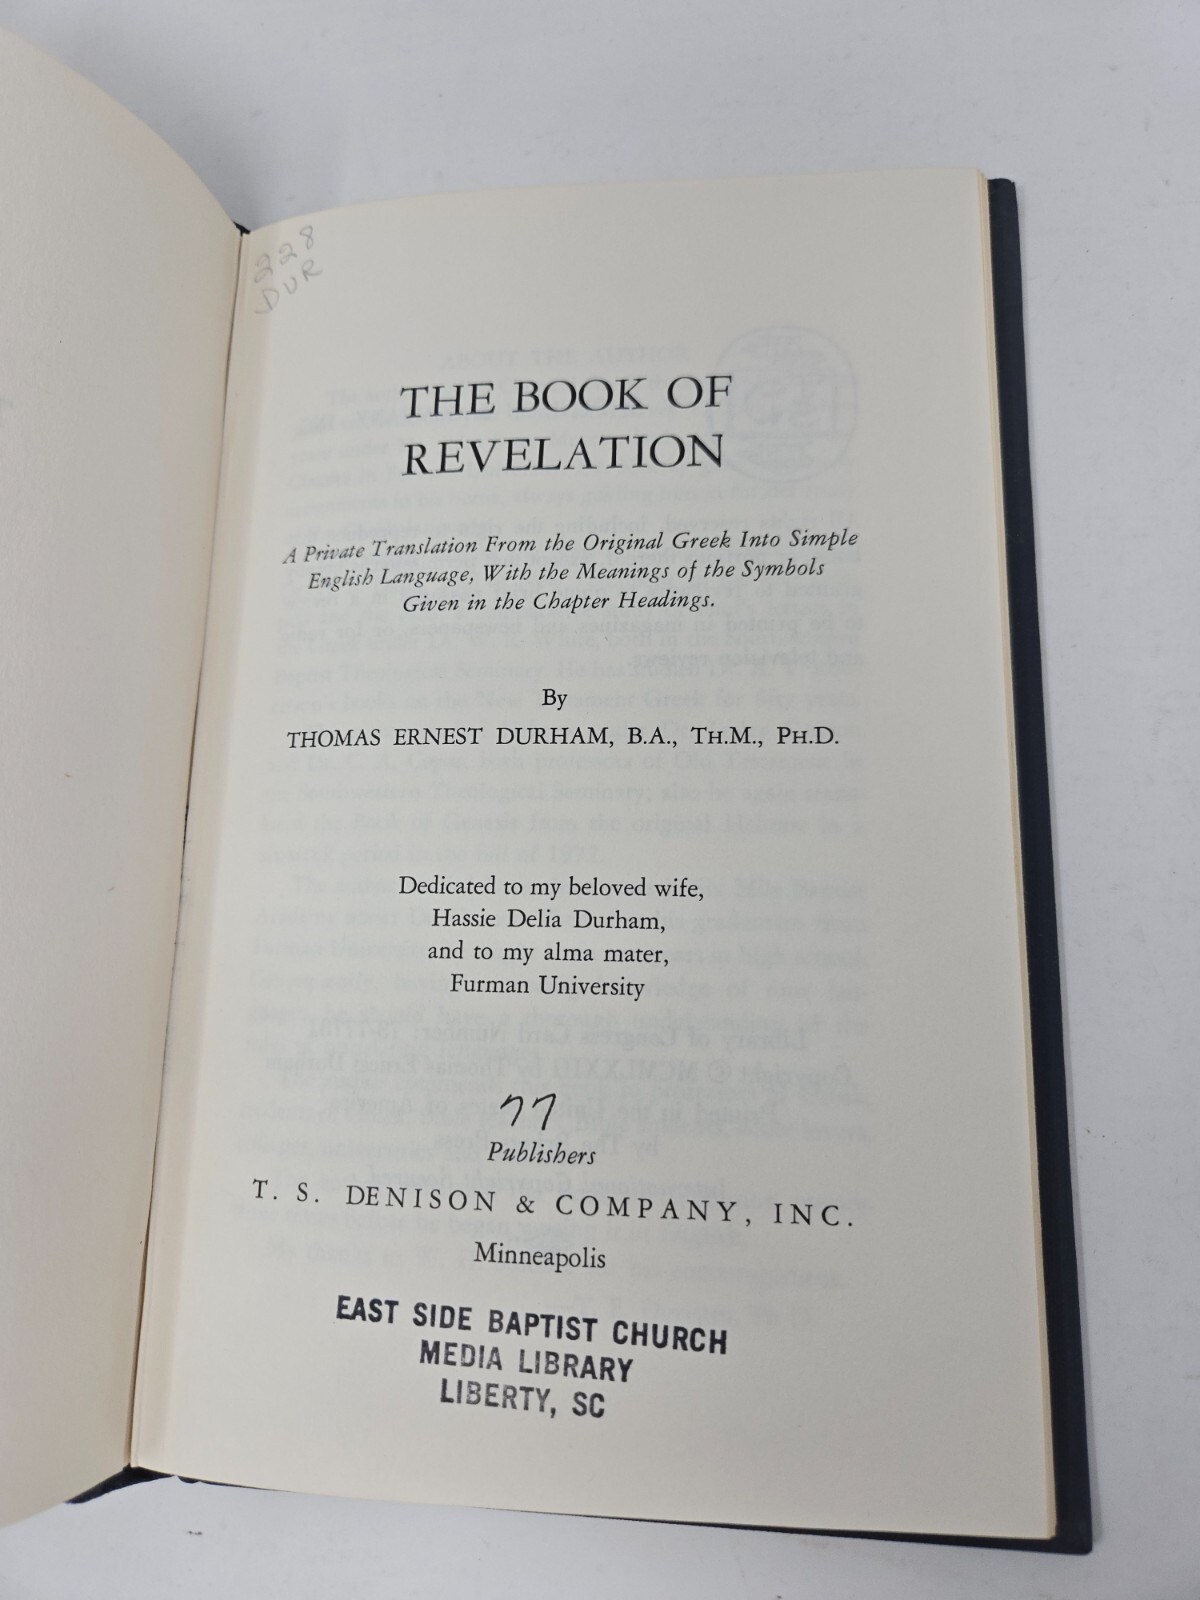 228
DUR
THE BOOK OF
REVELATION
A Private Translation From the Original Greek Into Simple
English Language, With the Meanings of the Symbols
Given in the Chapter Headings.
By
THOMAS ERNEST DURHAM, B.A., TH.M., PH.D.
Dedicated to my beloved wife,
Hassie Delia Durham,
and to my alma mater,
Furman University
77
Publishers
T. S. DENISON & COMPANY, INC.
Minneapolis
EAST SIDE BAPTIST CHURCH
MEDIA LIBRARY
LIBERTY, SC